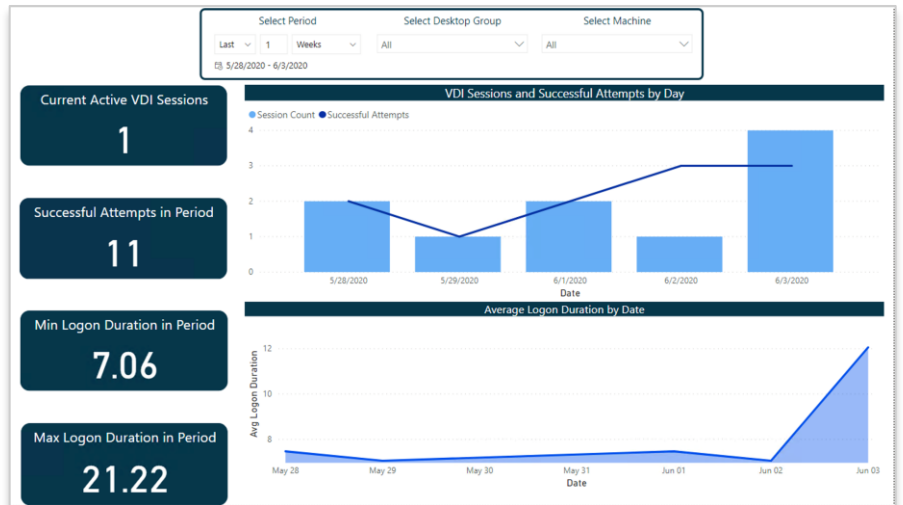 Select Period
Select Desktop Group
Select Machine
Last 1 Weeks
All
All
5/28/2020 - 6/3/2020
Current Active VDI Sessions
1
Successful Attempts in Period
11
Min Logon Duration in Period
7.06
Max Logon Duration in Period
21.22
VDI Sessions and Successful Attempts by Day
Session Count Successful Attempts
4
3
2
1
0
5/28/2020 5/29/2020 6/1/2020 6/2/2020 6/3/2020
Date
Average Logon Duration by Date
Avg Logon Duration
12
10
8
May 28 May 29 May 30 May 31 Jun 01 Jun 02 Jun 03
Date